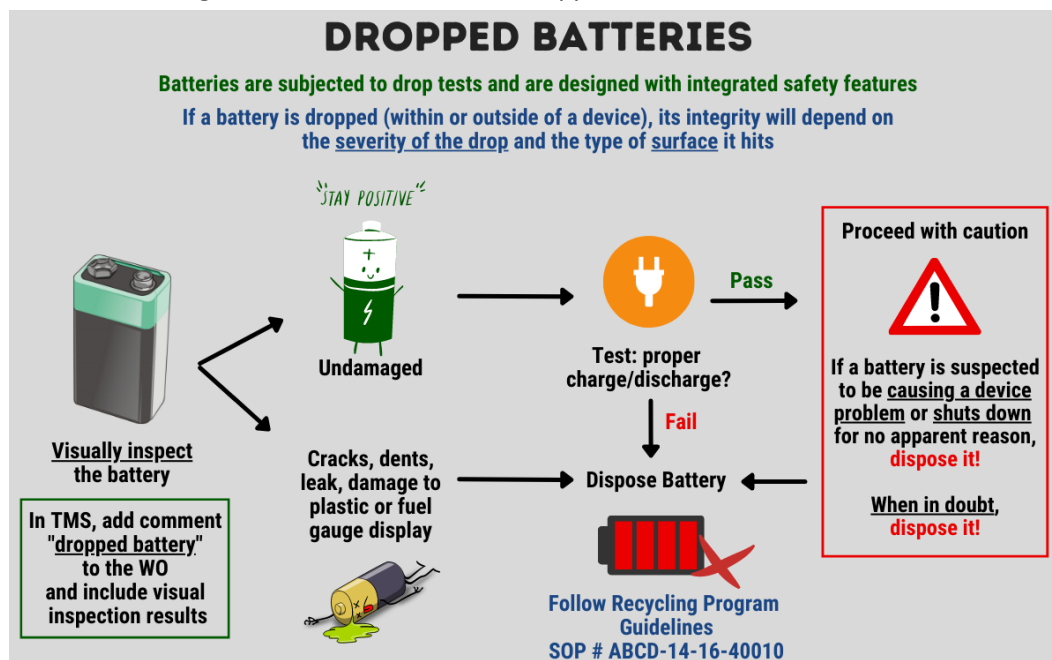 DROPPED BATTERIES
Batteries are subjected to drop tests and are designed with integrated safety features
If a battery is dropped (within or outside of a device), its integrity will depend on
the severity of the drop and the type of surface it hits
"STAY POSITIVE"
Undamaged
Visually inspect
the battery
In TMS, add comment
"dropped battery"
to the WO
and include visual
inspection results
Cracks, dents,
leak, damage to
plastic or fuel
gauge display
Test: proper
charge/discharge?
Pass
Fail
Dispose Battery
Follow Recycling Program
Guidelines
SOP # ABCD-14-16-40010
Proceed with caution
If a battery is suspected
to be causing a device
problem or shuts down
for no apparent reason,
dispose it!
When in doubt,
dispose it!